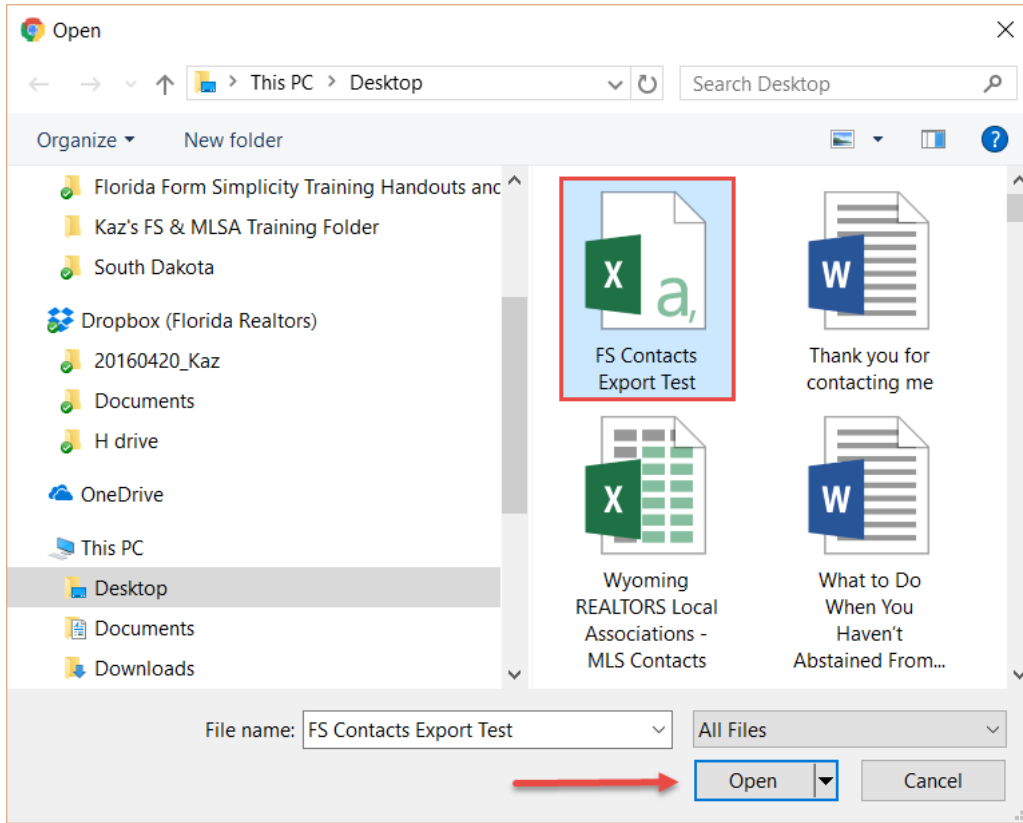 Open
This PC > Desktop
Search Desktop
Organize
New folder
?
Florida Form Simplicity Training Handouts and
Kaz's FS & MLSA Training Folder
South Dakota
Dropbox (Florida Realtors)
20160420_Kaz
Documents
H drive
OneDrive
This PC
Desktop
Documents
Downloads
X
a,
FS Contacts
Export Test
W
Thank you for
contacting me
X
Wyoming
REALTORS Local
Associations -
MLS Contacts
W
What to Do
When You
Haven't
Abstained From...
File name: FS Contacts Export Test
All Files
Open
Cancel